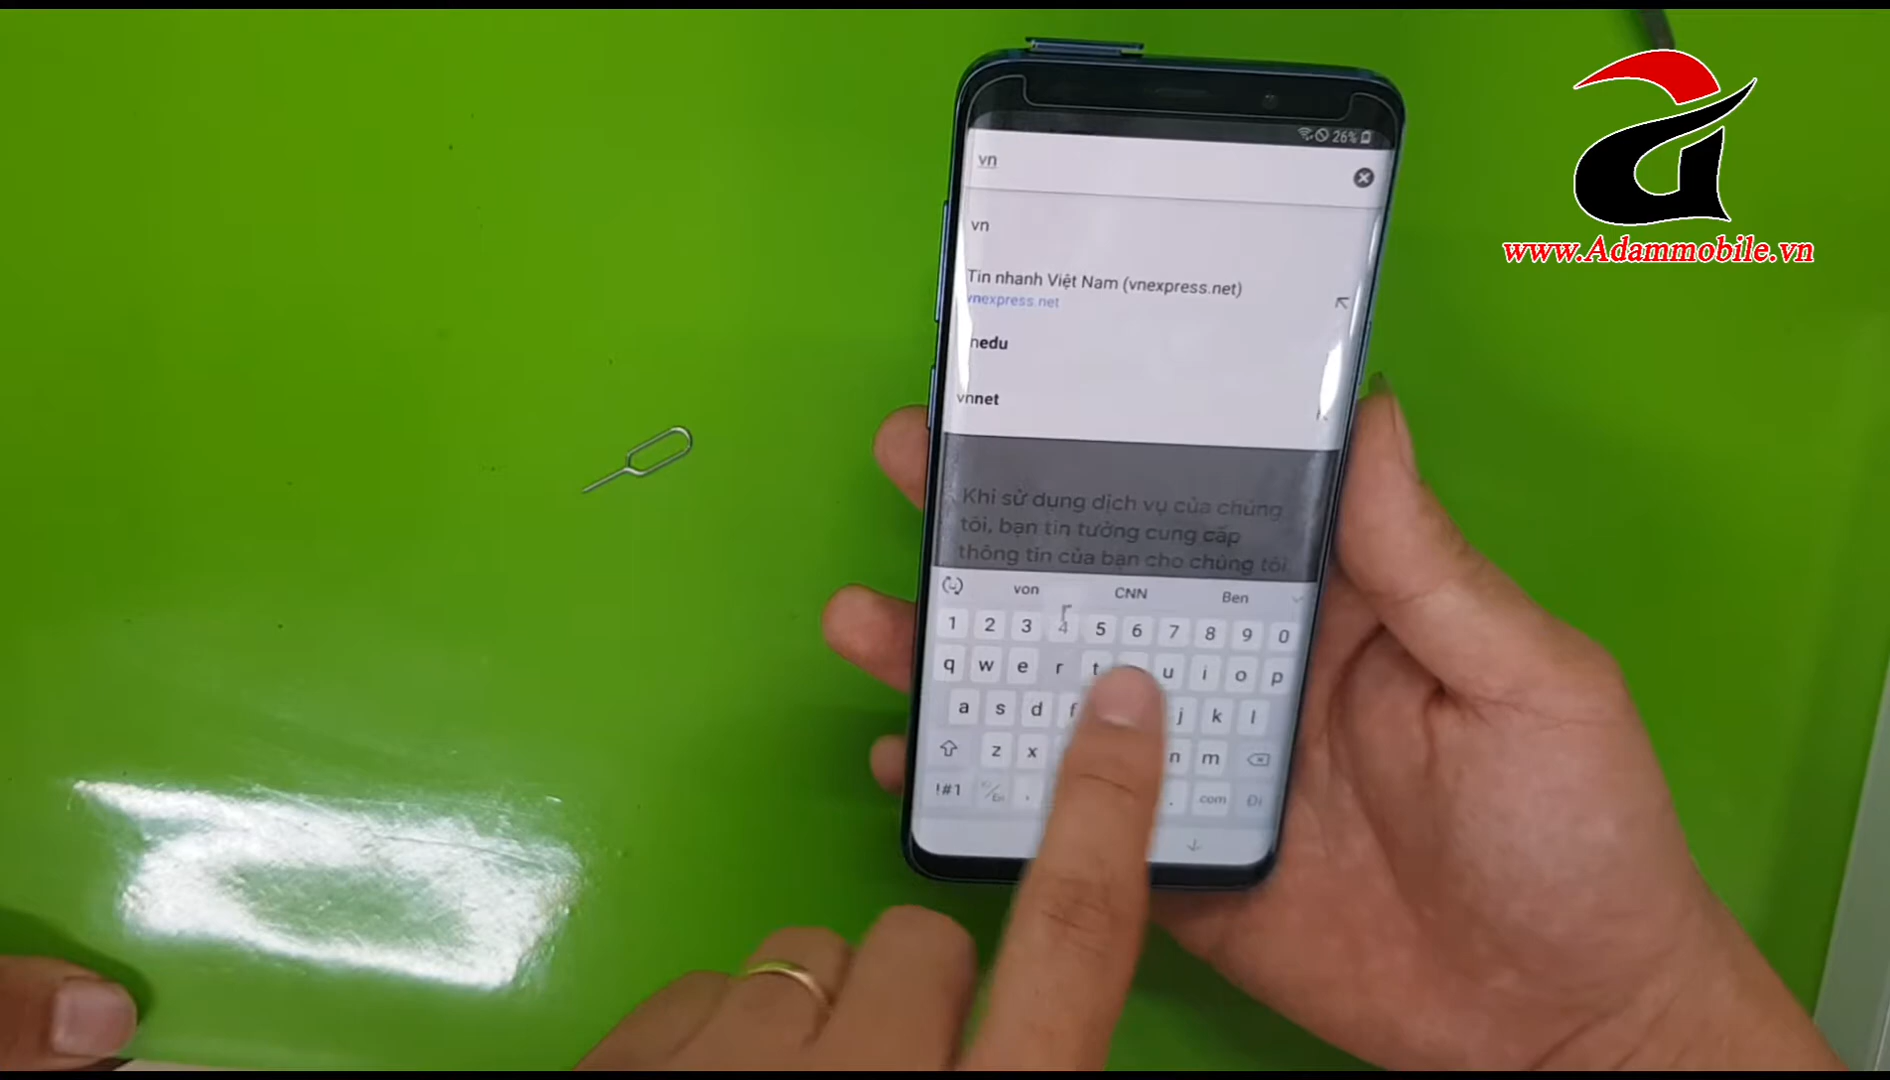 www.Adammobile.vn
26%
vn
vn
Tin nhanh Việt Nam (vnexpress.net)
vnexpress.net
nedu
vnnet
Khi sử dụng dịch vụ của chúng
tôi, bạn tin tưởng cung cấp
thông tin của bạn cho chúng tôi
von CNN Ben
r
1 2 3 4 5 6 7 8 9 0
q w e r t u i o p
a s d f j k l
z x n m
!#1 , . .com Đi